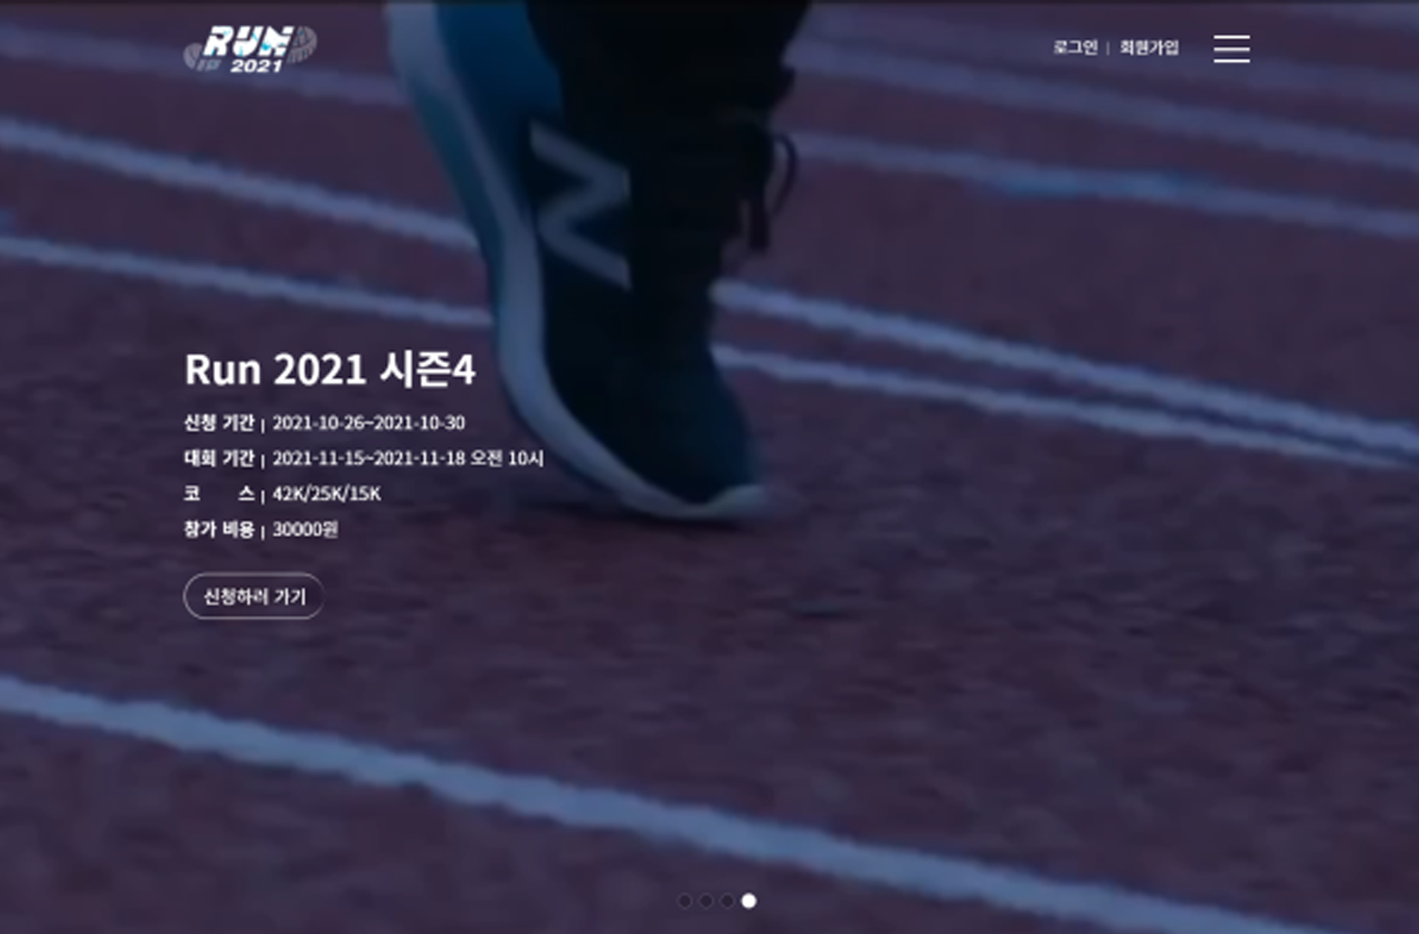 RUN
2021
로그인 | 회원가입
Run 2021 시즌4
신청 기간 | 2021-10-26~2021-10-30
대회 기간 | 2021-11-15~2021-11-18 오전 10시
코 스 | 42K/25K/15K
참가 비용 | 30000원
신청하러 가기